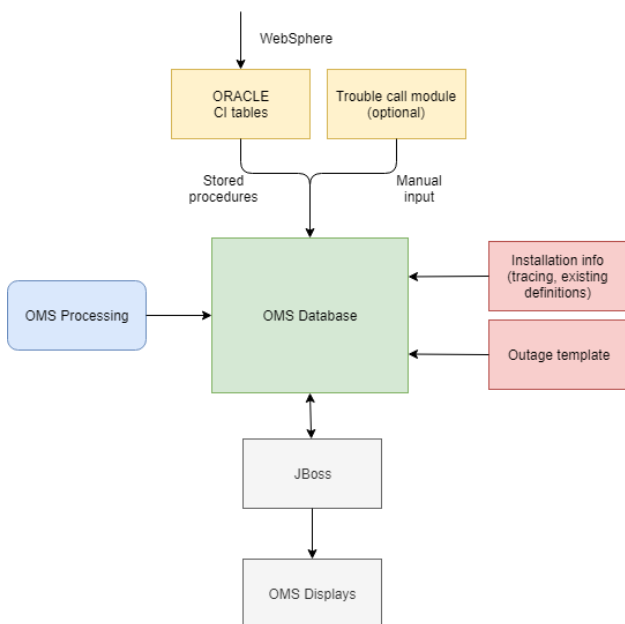 WebSphere
ORACLE
CI tables
Trouble call module
(optional)
Stored
procedures
Manual
input
OMS Processing
OMS Database
Installation info
(tracing, existing
definitions)
Outage template
JBoss
OMS Displays